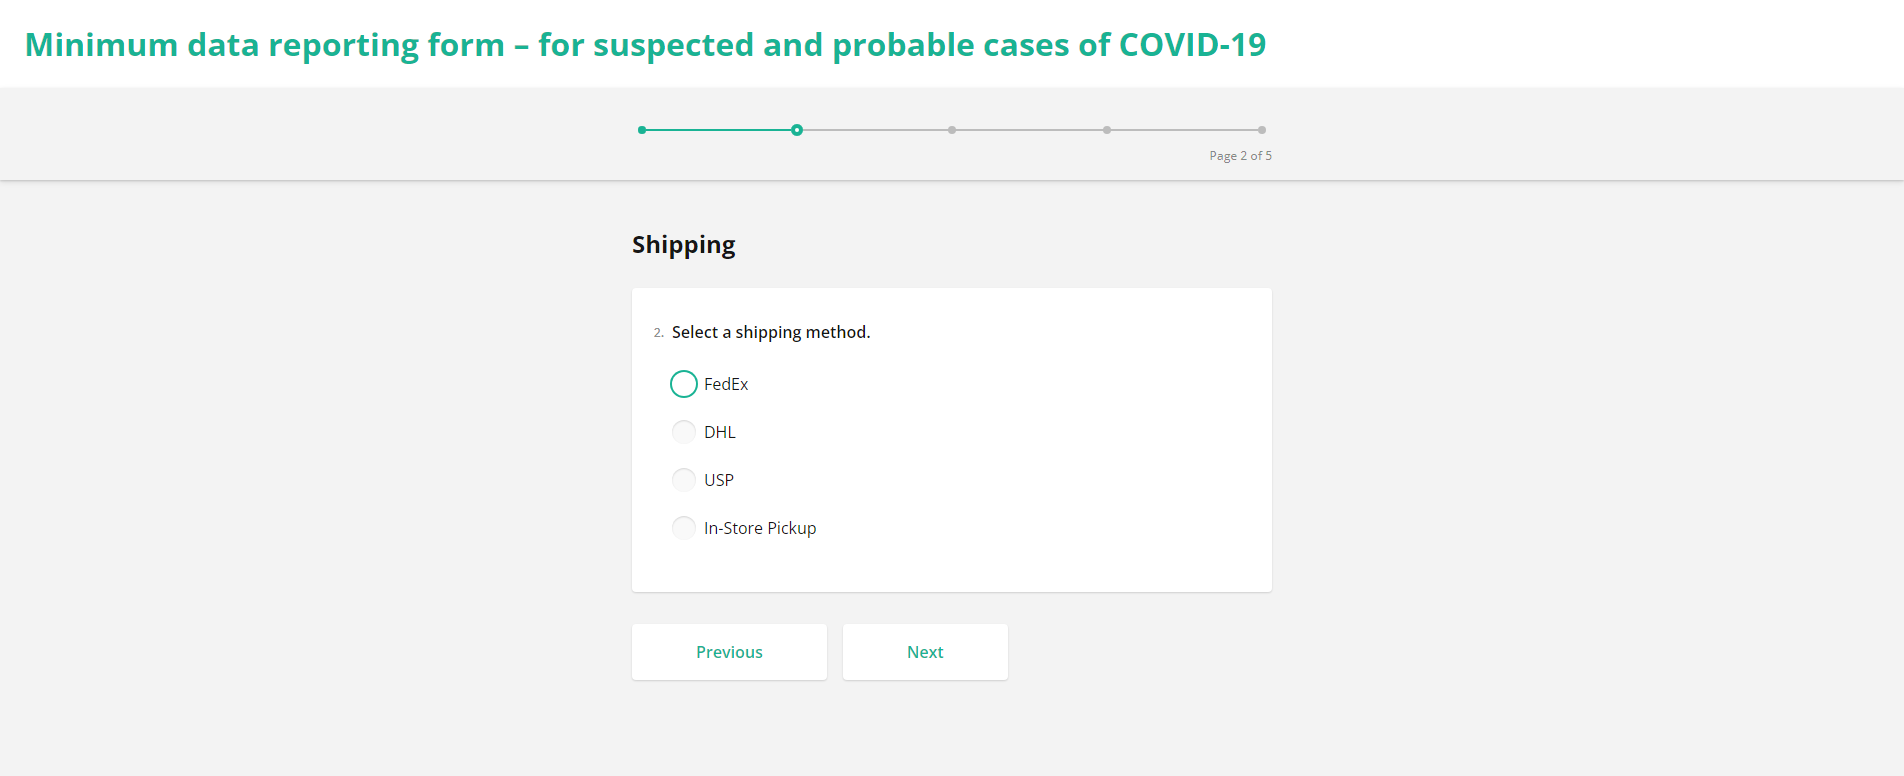 Minimum data reporting form – for suspected and probable cases of COVID-19
Page 2 of 5
Shipping
2. Select a shipping method.
FedEx
DHL
USP
In-Store Pickup
Previous
Next